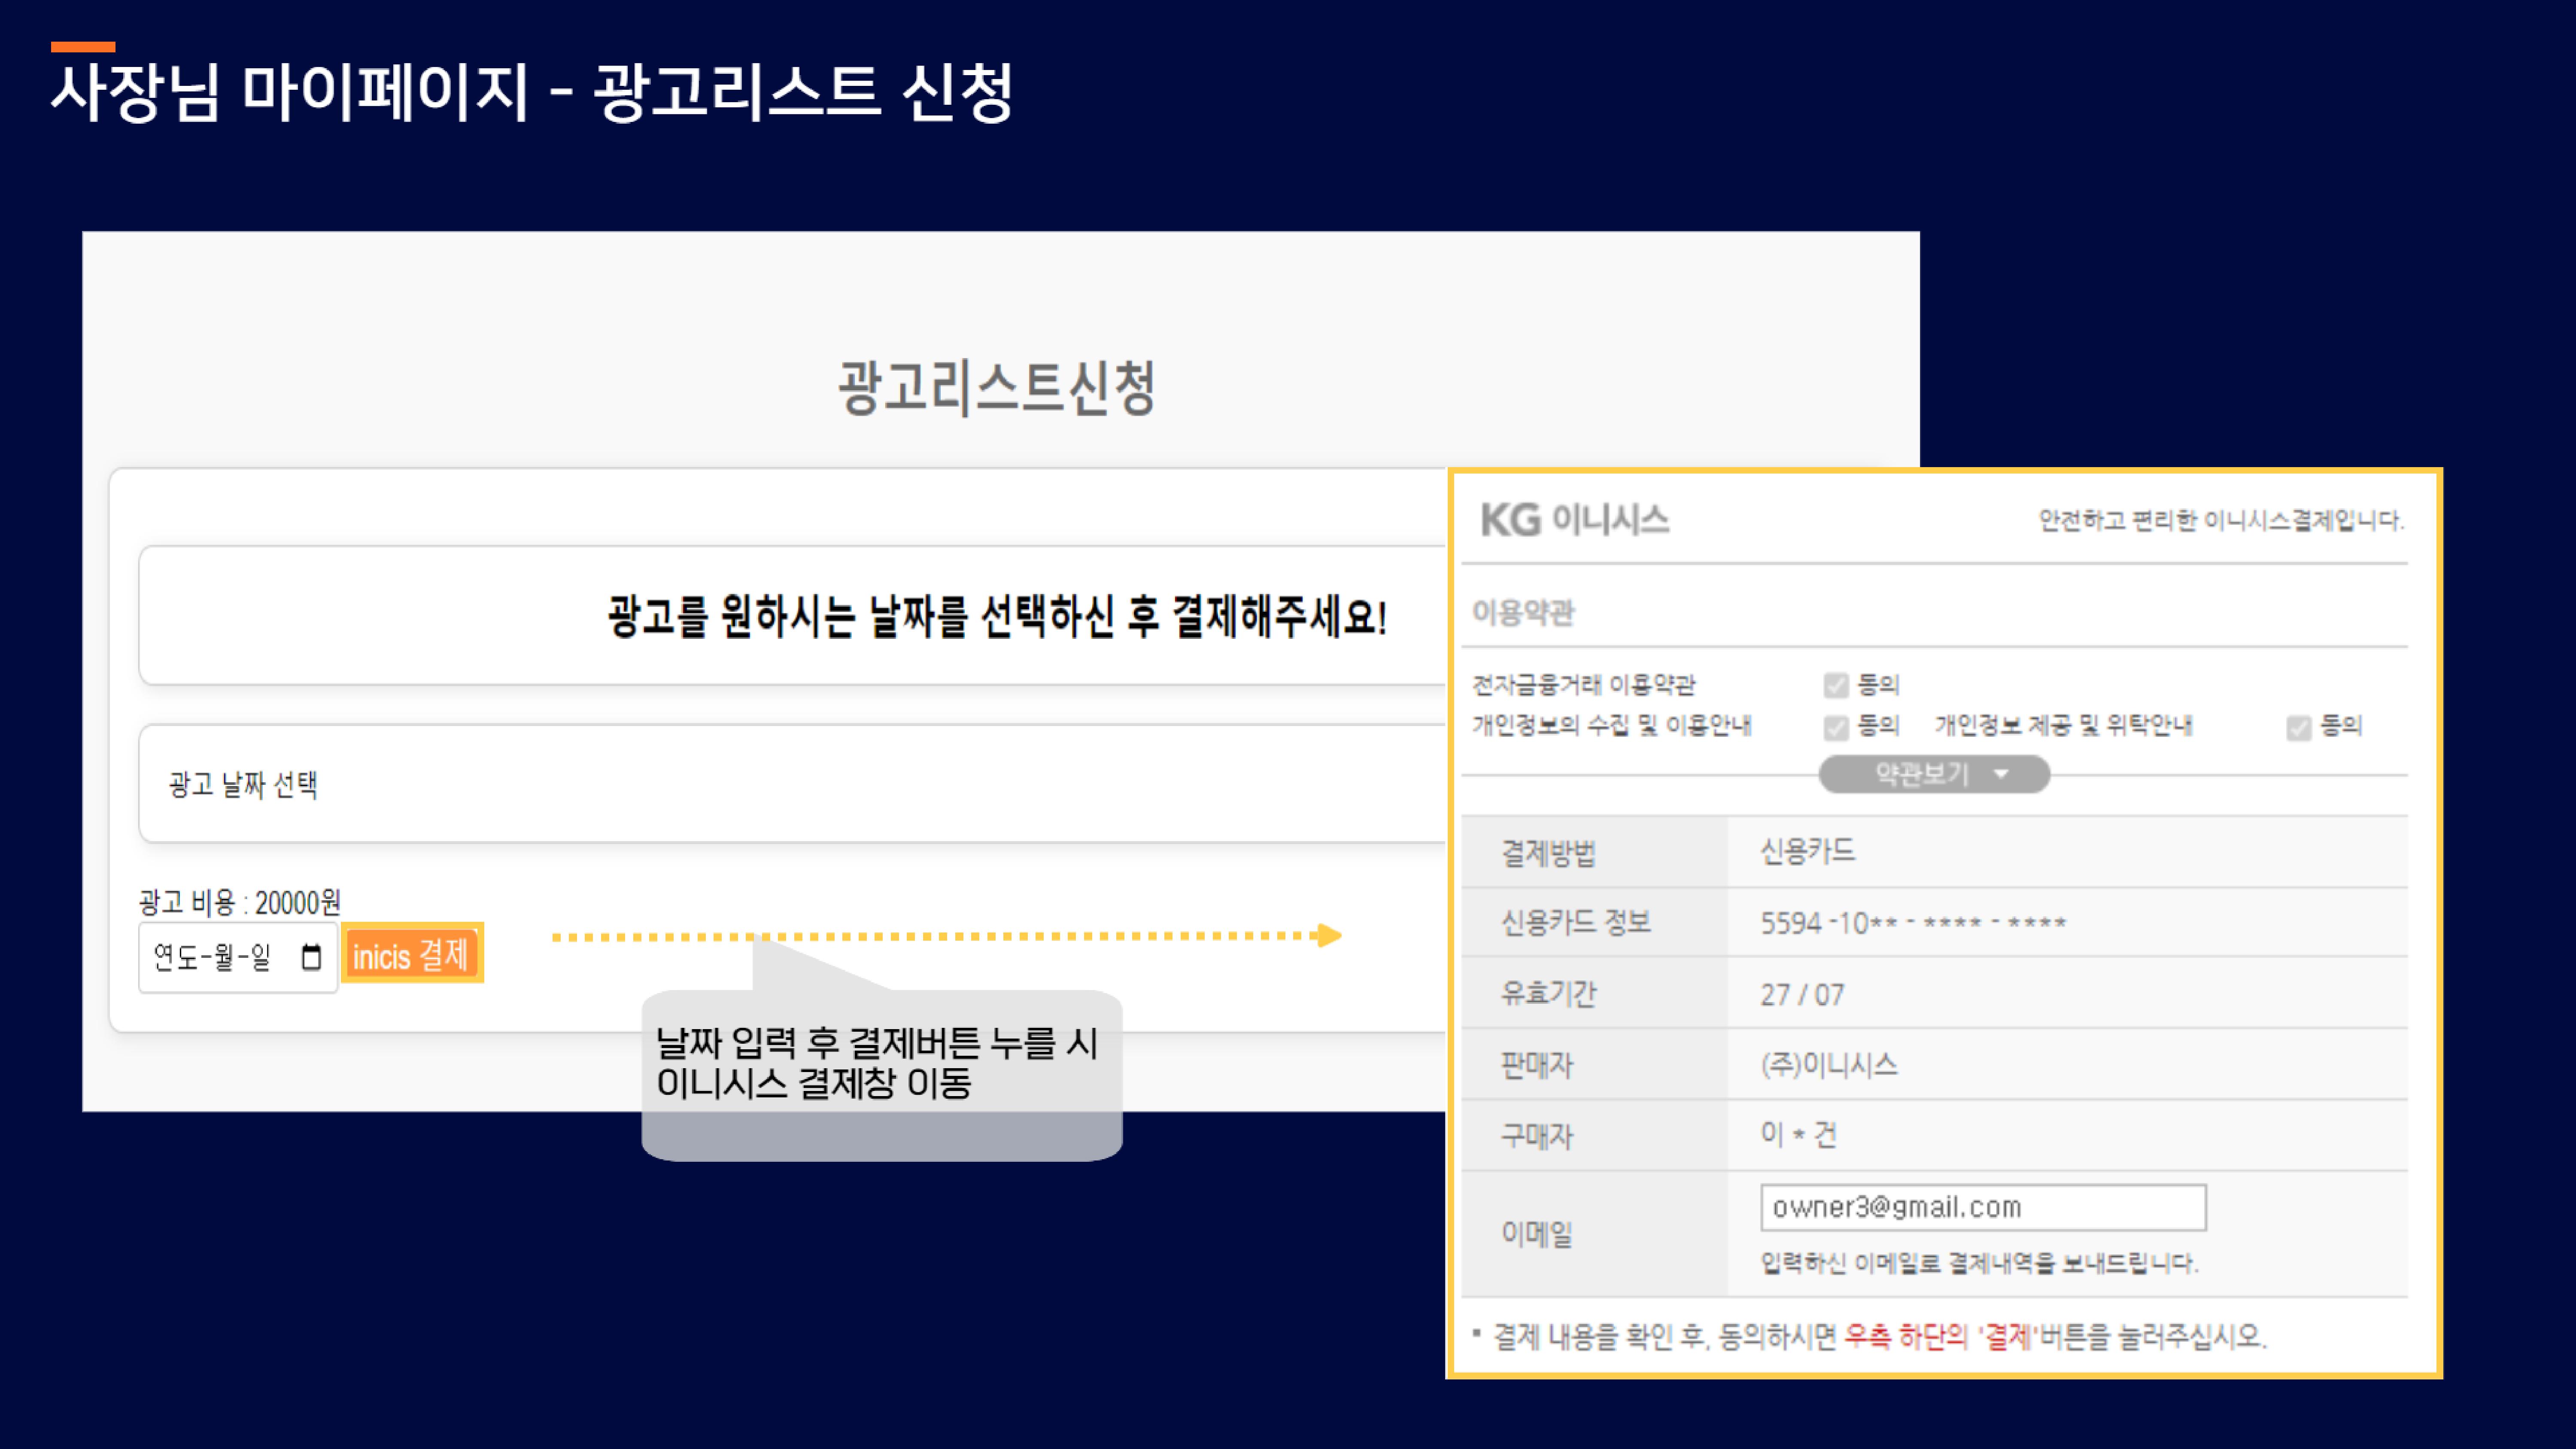 사장님 마이페이지 - 광고리스트 신청
광고리스트신청
광고를 원하시는 날짜를 선택하신 후 결제해주세요!
광고 날짜 선택
광고 비용 : 20000원
연도-월-일
inicis 결제
날짜 입력 후 결제버튼 누를 시
이니시스 결제창 이동
KG 이니시스
안전하고 편리한 이니시스결제입니다.
이용약관
전자금융거래 이용약관 동의
개인정보의 수집 및 이용안내 동의 개인정보 제공 및 위탁안내 동의
약관보기
결제방법 신용카드
신용카드 정보 5594 -10** - **** - ****
유효기간 27 / 07
판매자 (주)이니시스
구매자 이 * 건
이메일 owner3@gmail.com
입력하신 이메일로 결제내역을 보내드립니다.
결제 내용을 확인 후, 동의하시면 우측 하단의 '결제'버튼을 눌러주십시오.